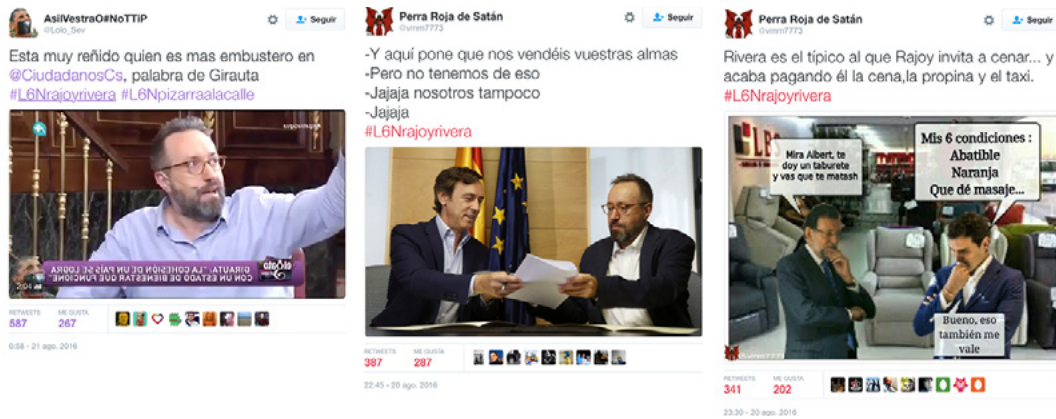 AsilVestraO#NoTTiP
@Lolo_Sev
Seguir
Esta muy reñido quien es mas embustero en
@CiudadanosCs, palabra de Girauta
#L6Nrajoyrivera #L6Npizarraalacalle
GIRAUTA: "LA COHESIÓN DE UN PAÍS SE LOGRA
CON UN ESTADO DE BIENESTAR QUE FUNCIONE"
el gato
2:04
RETWEETS
ME GUSTA
587
267
0:58 - 21 ago. 2016
Perra Roja de Satán
@vmm7773
Seguir
-Y aquí pone que nos vendéis vuestras almas
-Pero no tenemos de eso
-Jajaja nosotros tampoco
-Jajaja
#L6Nrajoyrivera
RETWEETS
ME GUSTA
387
287
22:45 - 20 ago. 2016
Perra Roja de Satán
@vmm7773
Seguir
Rivera es el típico al que Rajoy invita a cenar... y
acaba pagando él la cena,la propina y el taxi.
#L6Nrajoyrivera
Mira Albert, te
doy un taburete
y vas que te matash
Mis 6 condiciones :
Abatible
Naranja
Que dé masaje...
Bueno, eso
también me
vale
RETWEETS
ME GUSTA
341
202
23:30 - 20 ago. 2016